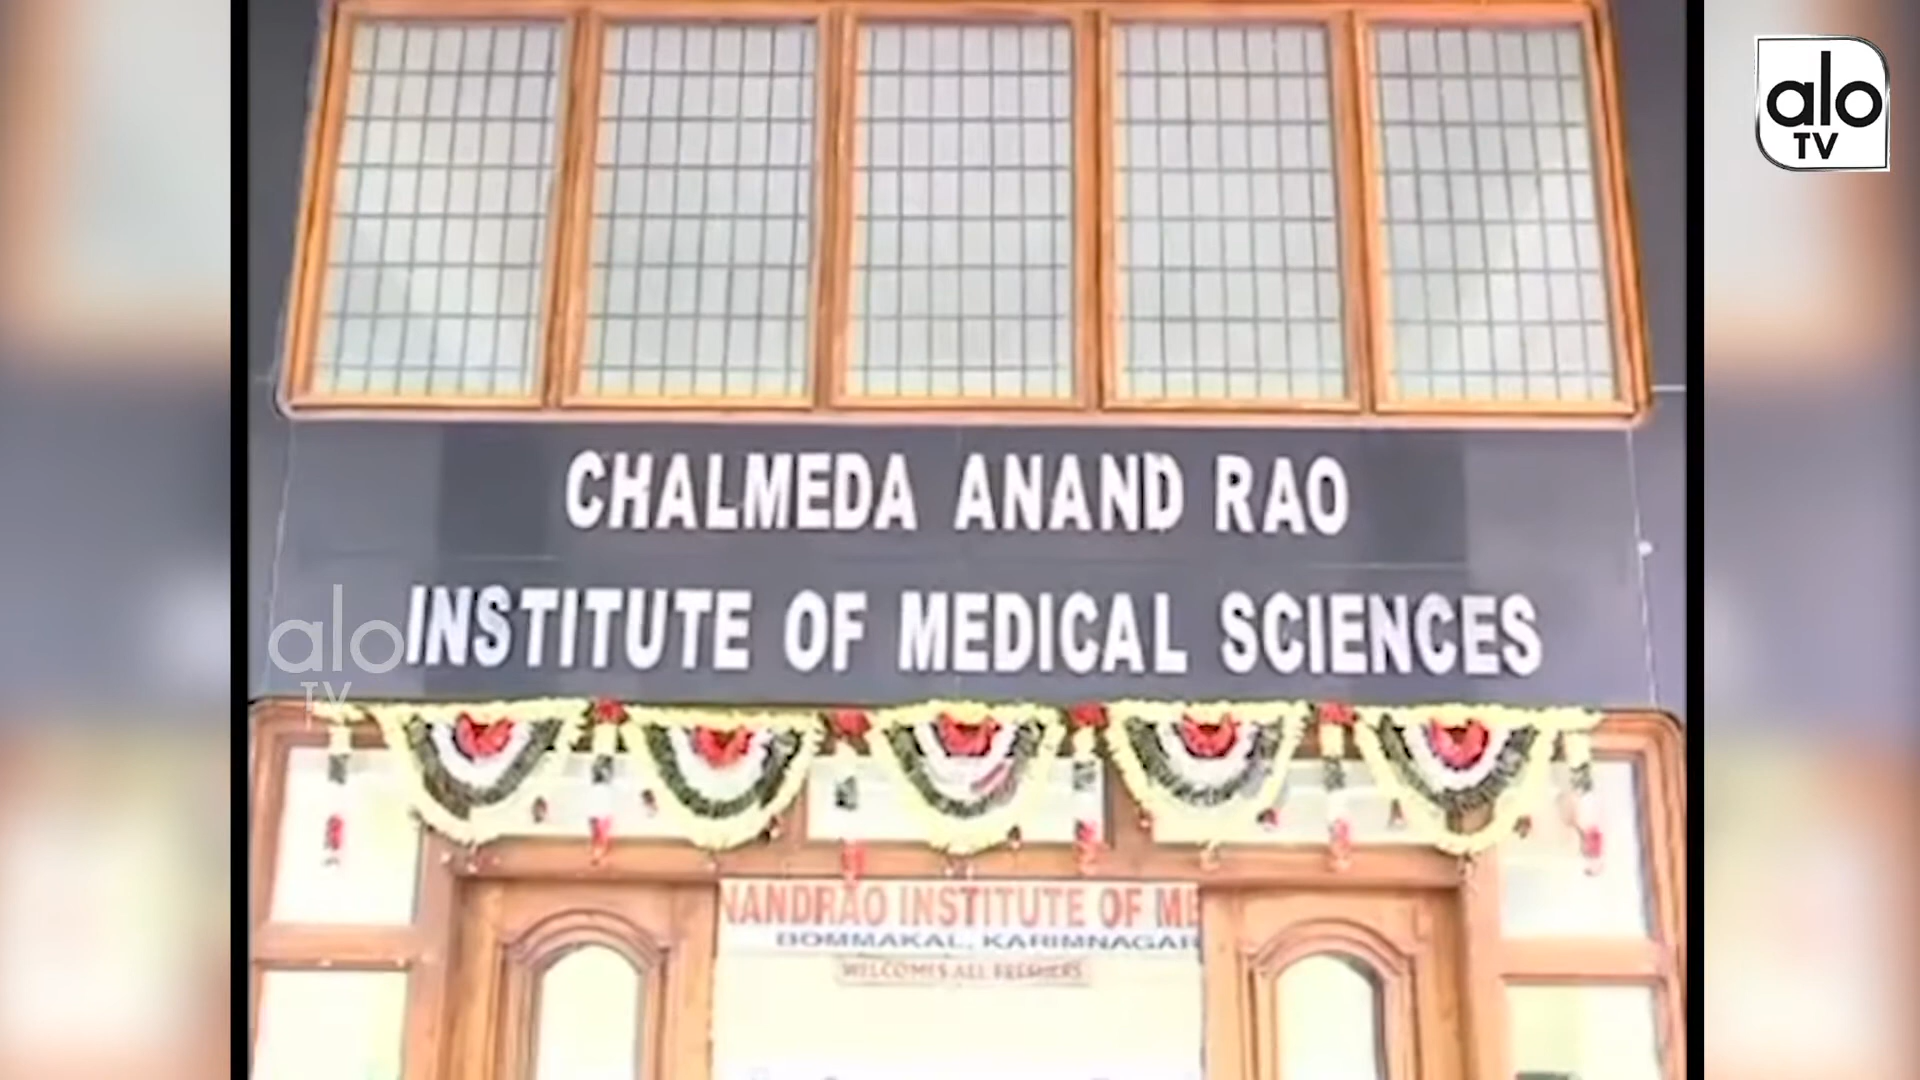 alo
TV
CHALMEDA ANAND RAO
INSTITUTE OF MEDICAL SCIENCES
alo
TV
NANDRAO INSTITUTE OF ME
BOMMAKAL, KARIMNAGAR
WELCOMES ALL FRESHERS